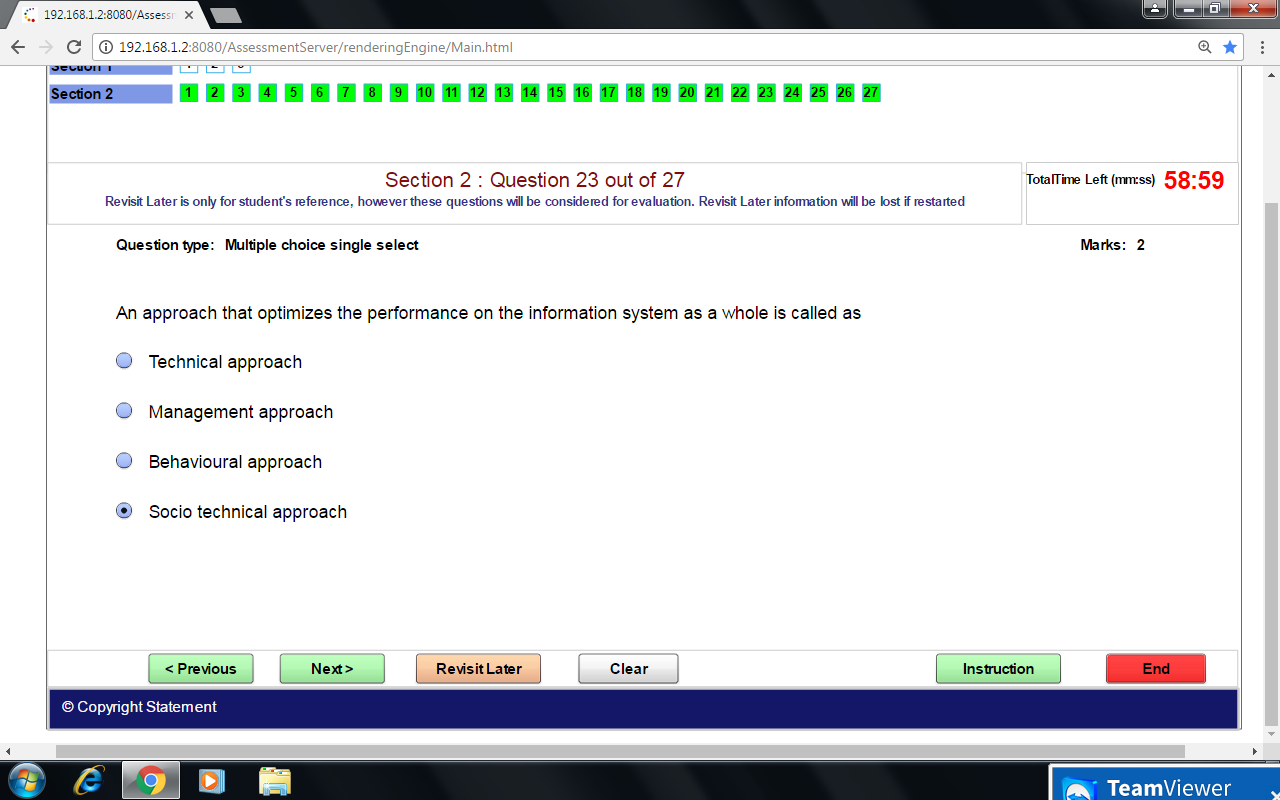 192.168.1.2:8080/Assessm
192.168.1.2:8080/AssessmentServer/renderingEngine/Main.html
Section 1 1 2 3
Section 2 1 2 3 4 5 6 7 8 9 10 11 12 13 14 15 16 17 18 19 20 21 22 23 24 25 26 27
Section 2 : Question 23 out of 27
Revisit Later is only for student's reference, however these questions will be considered for evaluation. Revisit Later information will be lost if restarted
TotalTime Left (mm:ss) 58:59
Question type: Multiple choice single select
Marks: 2
An approach that optimizes the performance on the information system as a whole is called as
Technical approach
Management approach
Behavioural approach
Socio technical approach
< Previous
Next >
Revisit Later
Clear
Instruction
End
© Copyright Statement
TeamViewer